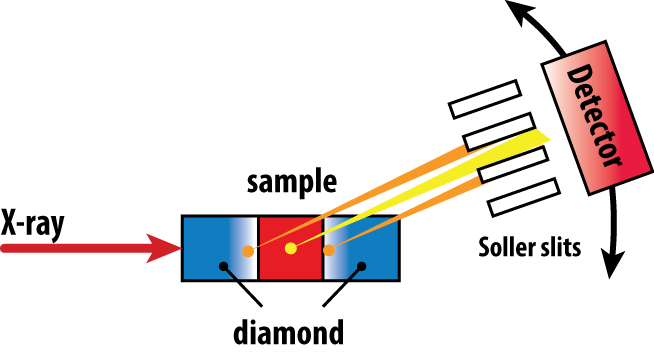 Detector
sample
X-ray
Soller slits
diamond